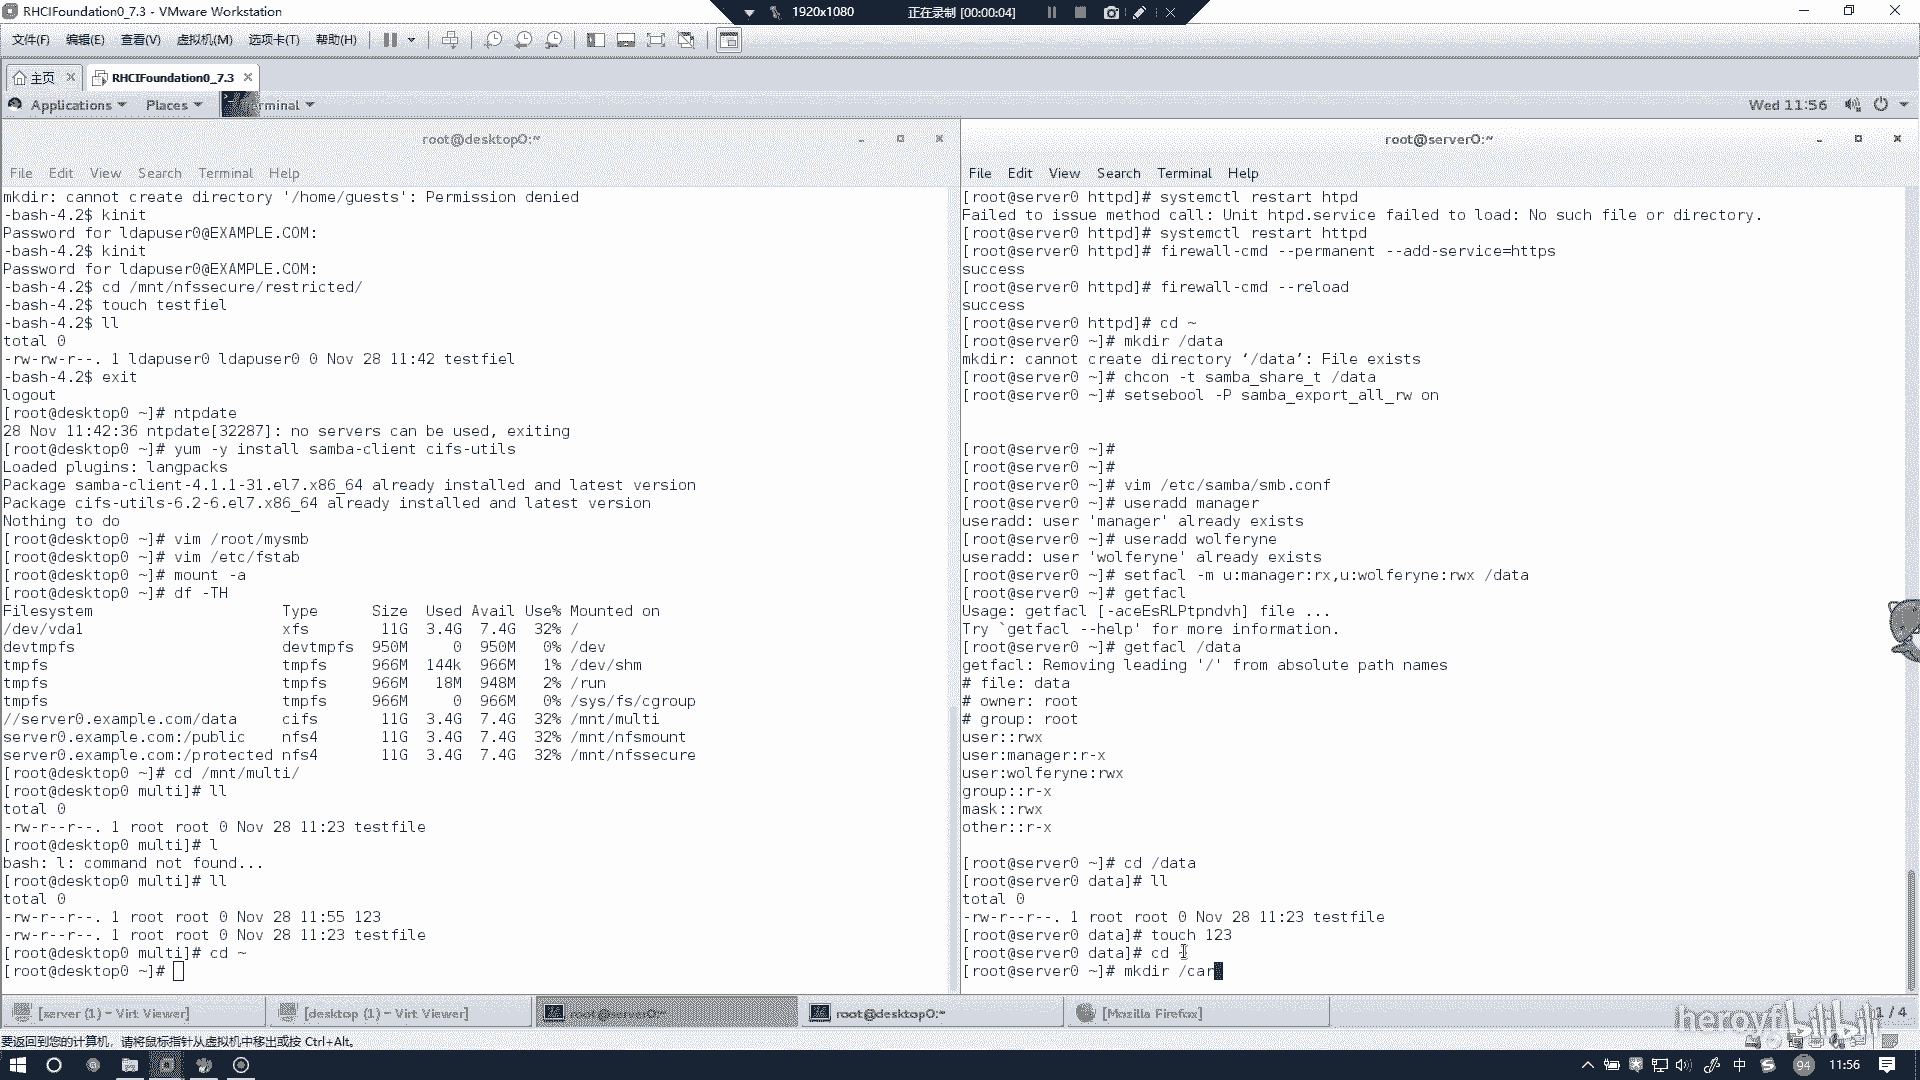 RHCIFoundation0_7.3 - VMware Workstation
1920x1080
正在录制 [00:00:04]
文件(F) 编辑(E) 查看(V) 虚拟机(M) 选项卡(T) 帮助(H)
主页
RHCIFoundation0_7.3
Applications Places Terminal
Wed 11:56
root@desktop0:~
File Edit View Search Terminal Help
mkdir: cannot create directory '/home/guests': Permission denied
-bash-4.2$ kinit
Password for ldapuser0@EXAMPLE.COM:
-bash-4.2$ kinit
Password for ldapuser0@EXAMPLE.COM:
-bash-4.2$ cd /mnt/nfssecure/restricted/
-bash-4.2$ touch testfiel
-bash-4.2$ ll
total 0
-rw-rw-r--. 1 ldapuser0 ldapuser0 0 Nov 28 11:42 testfiel
-bash-4.2$ exit
logout
[root@desktop0 ~]# ntpdate
28 Nov 11:42:36 ntpdate[32287]: no servers can be used, exiting
[root@desktop0 ~]# yum -y install samba-client cifs-utils
Loaded plugins: langpacks
Package samba-client-4.1.1-31.el7.x86_64 already installed and latest version
Package cifs-utils-6.2-6.el7.x86_64 already installed and latest version
Nothing to do
[root@desktop0 ~]# vim /root/mysmb
[root@desktop0 ~]# vim /etc/fstab
[root@desktop0 ~]# mount -a
[root@desktop0 ~]# df -TH
Filesystem Type Size Used Avail Use% Mounted on
/dev/vda1 xfs 11G 3.4G 7.4G 32% /
devtmpfs devtmpfs 950M 0 950M 0% /dev
tmpfs tmpfs 966M 144k 966M 1% /dev/shm
tmpfs tmpfs 966M 18M 948M 2% /run
tmpfs tmpfs 966M 0 966M 0% /sys/fs/cgroup
//server0.example.com/data cifs 11G 3.4G 7.4G 32% /mnt/multi
server0.example.com:/public nfs4 11G 3.4G 7.4G 32% /mnt/nfsmount
server0.example.com:/protected nfs4 11G 3.4G 7.4G 32% /mnt/nfssecure
[root@desktop0 ~]# cd /mnt/multi/
[root@desktop0 multi]# ll
total 0
-rw-r--r--. 1 root root 0 Nov 28 11:23 testfile
[root@desktop0 multi]# l
bash: l: command not found...
[root@desktop0 multi]# ll
total 0
-rw-r--r--. 1 root root 0 Nov 28 11:55 123
-rw-r--r--. 1 root root 0 Nov 28 11:23 testfile
[root@desktop0 multi]# cd ~
[root@desktop0 ~]#
root@server0:~
File Edit View Search Terminal Help
[root@server0 httpd]# systemctl restart htpd
Failed to issue method call: Unit htpd.service failed to load: No such file or directory.
[root@server0 httpd]# systemctl restart httpd
[root@server0 httpd]# firewall-cmd --permanent --add-service=https
success
[root@server0 httpd]# firewall-cmd --reload
success
[root@server0 httpd]# cd ~
[root@server0 ~]# mkdir /data
mkdir: cannot create directory ‘/data’: File exists
[root@server0 ~]# chcon -t samba_share_t /data
[root@server0 ~]# setsebool -P samba_export_all_rw on
[root@server0 ~]#
[root@server0 ~]#
[root@server0 ~]# vim /etc/samba/smb.conf
[root@server0 ~]# useradd manager
useradd: user 'manager' already exists
[root@server0 ~]# useradd wolferyne
useradd: user 'wolferyne' already exists
[root@server0 ~]# setfacl -m u:manager:rx,u:wolferyne:rwx /data
[root@server0 ~]# getfacl
Usage: getfacl [-aceEsRLPtpndvh] file ...
Try `getfacl --help' for more information.
[root@server0 ~]# getfacl /data
getfacl: Removing leading '/' from absolute path names
# file: data
# owner: root
# group: root
user::rwx
user:manager:r-x
user:wolferyne:rwx
group::r-x
mask::rwx
other::r-x
[root@server0 ~]# cd /data
[root@server0 data]# ll
total 0
-rw-r--r--. 1 root root 0 Nov 28 11:23 testfile
[root@server0 data]# touch 123
[root@server0 data]# cd ~
[root@server0 ~]# mkdir /car
[server (1) - Virt Viewer]
[desktop (1) - Virt Viewer]
root@server0:~
root@desktop0:~
[Mozilla Firefox]
1 / 4
bilibili
要返回到您的计算机，请将鼠标指针从虚拟机中移出或按 Ctrl+Alt。
中
94
11:56